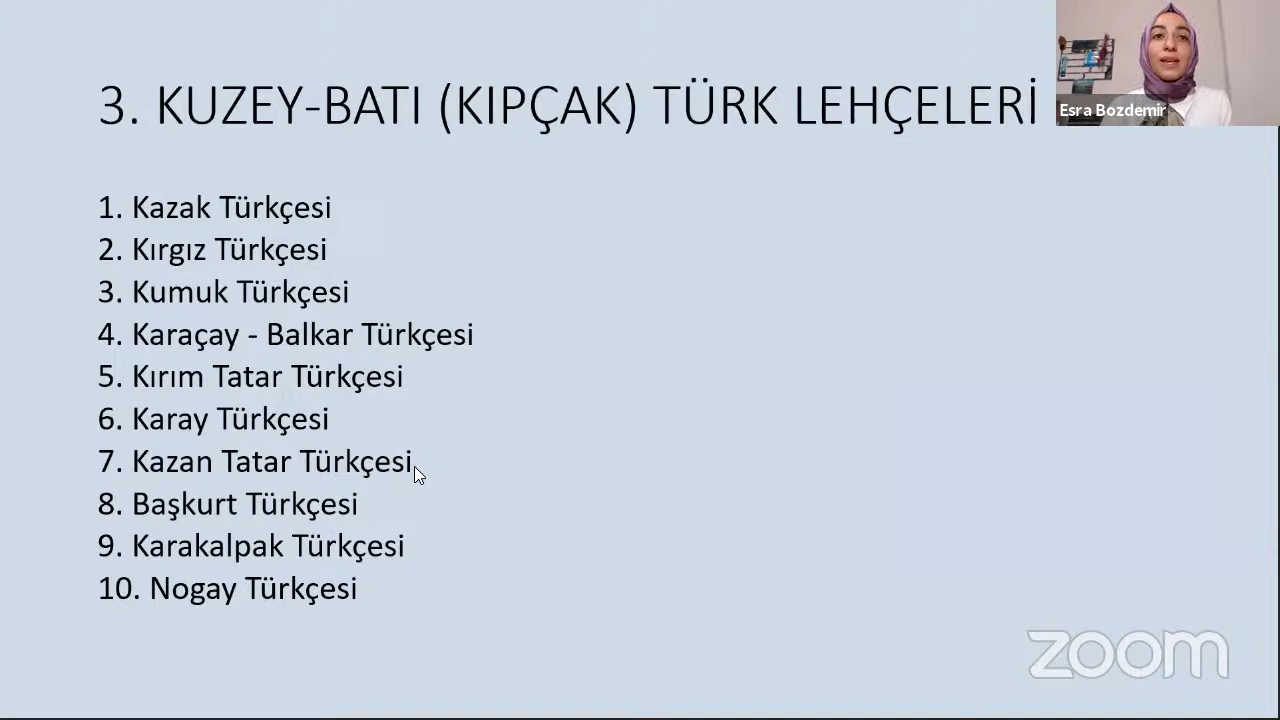 3. KUZEY-BATI (KIPÇAK) TÜRK LEHÇELERİ
Esra Bozdemir
1. Kazak Türkçesi
2. Kırgız Türkçesi
3. Kumuk Türkçesi
4. Karaçay - Balkar Türkçesi
5. Kırım Tatar Türkçesi
6. Karay Türkçesi
7. Kazan Tatar Türkçesi
8. Başkurt Türkçesi
9. Karakalpak Türkçesi
10. Nogay Türkçesi
zoom